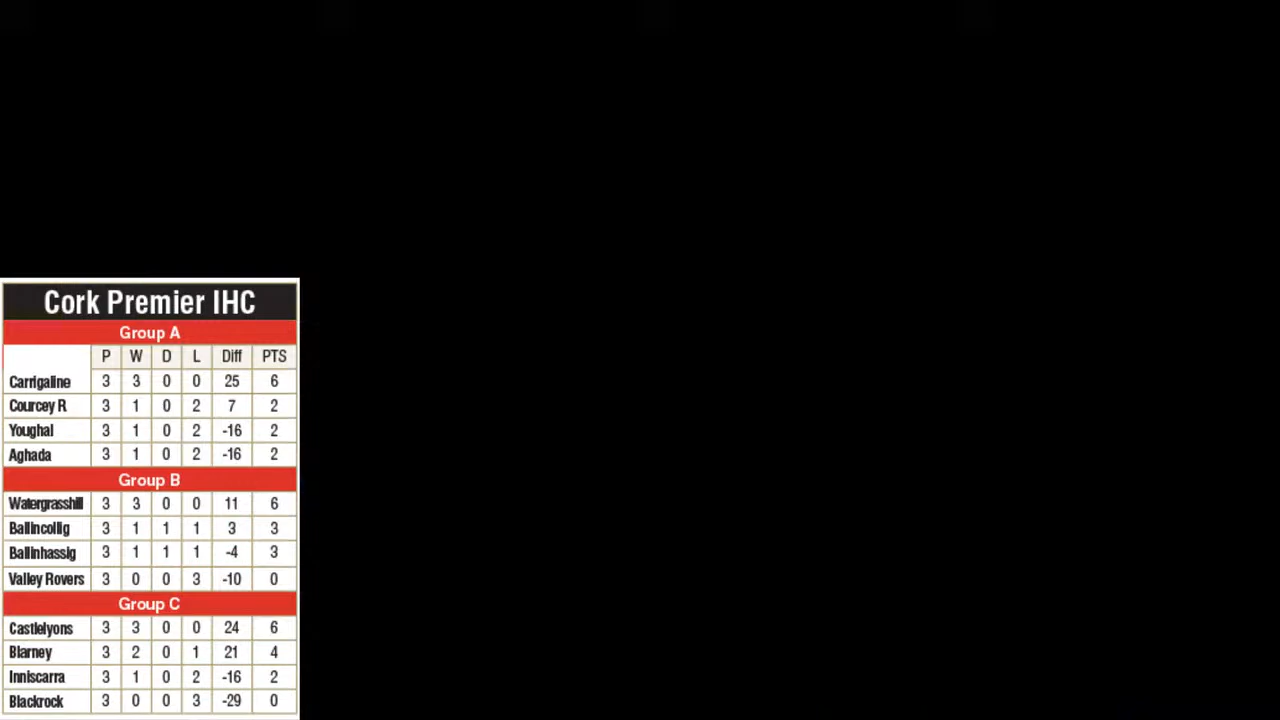 Cork Premier IHC
Group A
P W D L Diff PTS
Carrigaline 3 3 0 0 25 6
Courcey R 3 1 0 2 7 2
Youghal 3 1 0 2 -16 2
Aghada 3 1 0 2 -16 2
Group B
Watergrasshill 3 3 0 0 11 6
Ballincollig 3 1 1 1 3 3
Ballinhassig 3 1 1 1 -4 3
Valley Rovers 3 0 0 3 -10 0
Group C
Castlelyons 3 3 0 0 24 6
Blarney 3 2 0 1 21 4
Inniscarra 3 1 0 2 -16 2
Blackrock 3 0 0 3 -29 0